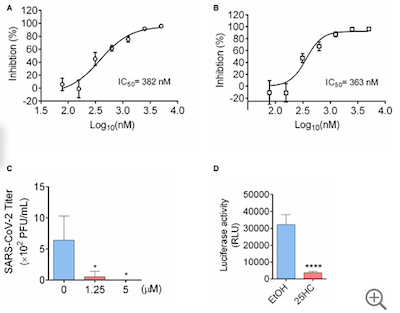 A
Inhibition (%)
120
100
80
60
40
20
0
-20
IC50= 382 nM
1.5 2.0 2.5 3.0 3.5 4.0
Log10(nM)
B
Inhibtion (%)
120
100
80
60
40
20
0
-20
IC50= 363 nM
1.5 2.0 2.5 3.0 3.5 4.0
Log10(nM)
C
SARS-CoV-2 Titer
(×10² PFU/mL)
15
10
5
0
* *
0 1.25 5 (μM)
D
Luciferase activity
(RLU)
50000
40000
30000
20000
10000
0
****
EtOH
25HC